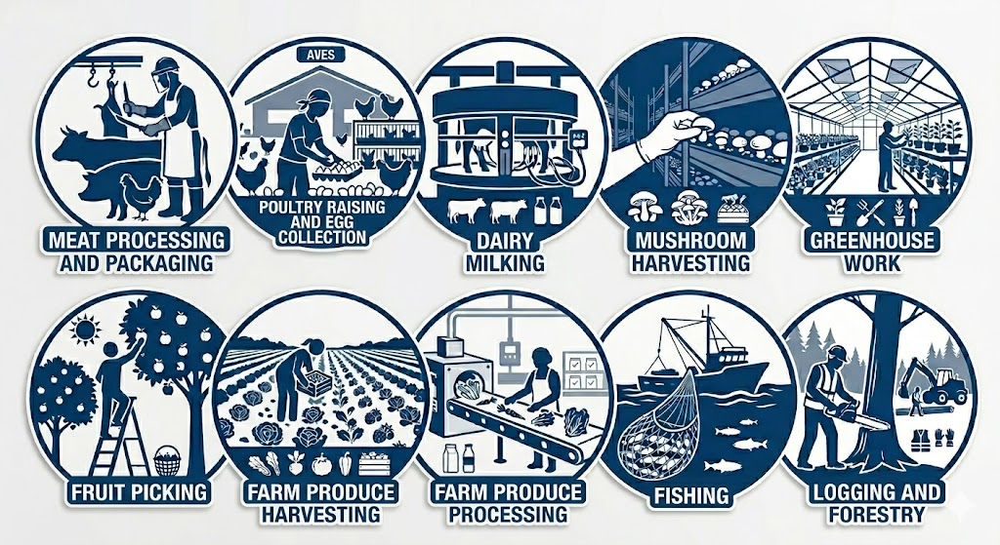 MEAT PROCESSING
AND PACKAGING
AVES
POULTRY RAISING
AND EGG
COLLECTION
DAIRY
MILKING
MUSHROOM
HARVESTING
GREENHOUSE
WORK
FRUIT PICKING
FARM PRODUCE
HARVESTING
FARM PRODUCE
PROCESSING
FISHING
LOGGING AND
FORESTRY